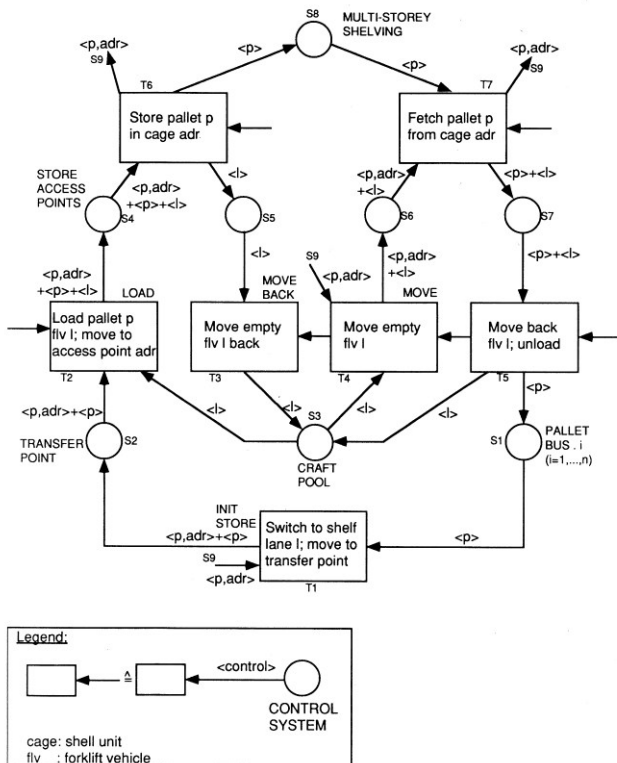 S8
MULTI-STOREY
SHELVING
<p,adr>
S9
<p>
<p>
<p,adr>
S9
T6
T7
Store pallet p
in cage adr
Fetch pallet p
from cage adr
STORE
ACCESS
POINTS
<p,adr>
+<p>+<l>
<l>
<p,adr>
+<l>
<p>+<l>
S4
S5
S6
S7
<p,adr>
+<p>+<l>
<l>
S9
<p,adr>
<p,adr>
+<l>
<p>+<l>
LOAD
MOVE
BACK
MOVE
Load pallet p
flv l; move to
access point adr
Move empty
flv l back
Move empty
flv l
Move back
flv l; unload
T2
T3
T4
T5
<p,adr>+<p>
<l>
<l>
S3
<l>
<l>
<p>
TRANSFER
POINT
S2
CRAFT
POOL
S1
PALLET
BUS . i
(i=1,...,n)
INIT
STORE
<p,adr>+<p>
Switch to shelf
lane l; move to
transfer point
<p>
S9
<p,adr>
T1
Legend:
≙
<control>
CONTROL
SYSTEM
cage: shell unit
flv : forklift vehicle